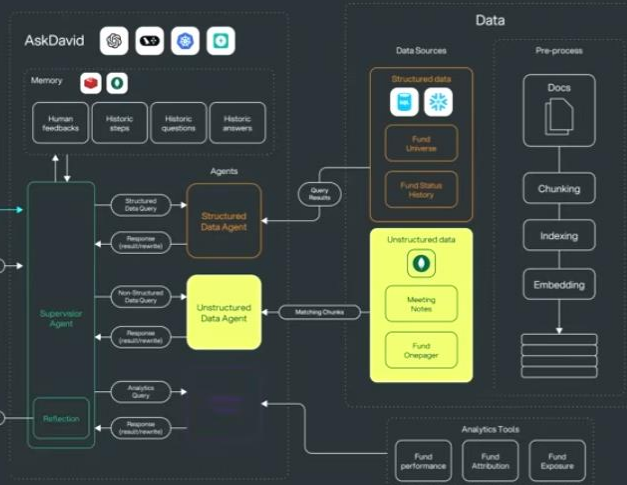 AskDavid
Memory
Human
feedbacks
Historic
steps
Historic
questions
Historic
answers
Agents
Structured
Data Query
Response
(result/rewrite)
Structured
Data Agent
Non-Structured
Data Query
Response
(result/rewrite)
Unstructured
Data Agent
Supervisior
Agent
Reflection
Analytics
Query
Response
(result/rewrite)
Query
Results
Matching Chunks
Data
Data Sources
Structured data
SQL
Fund
Universe
Fund Status
History
Unstructured data
Meeting
Notes
Fund
Onepager
Pre-process
Docs
Chunking
Indexing
Embedding
Analytics Tools
Fund
performance
Fund
Attribution
Fund
Exposure